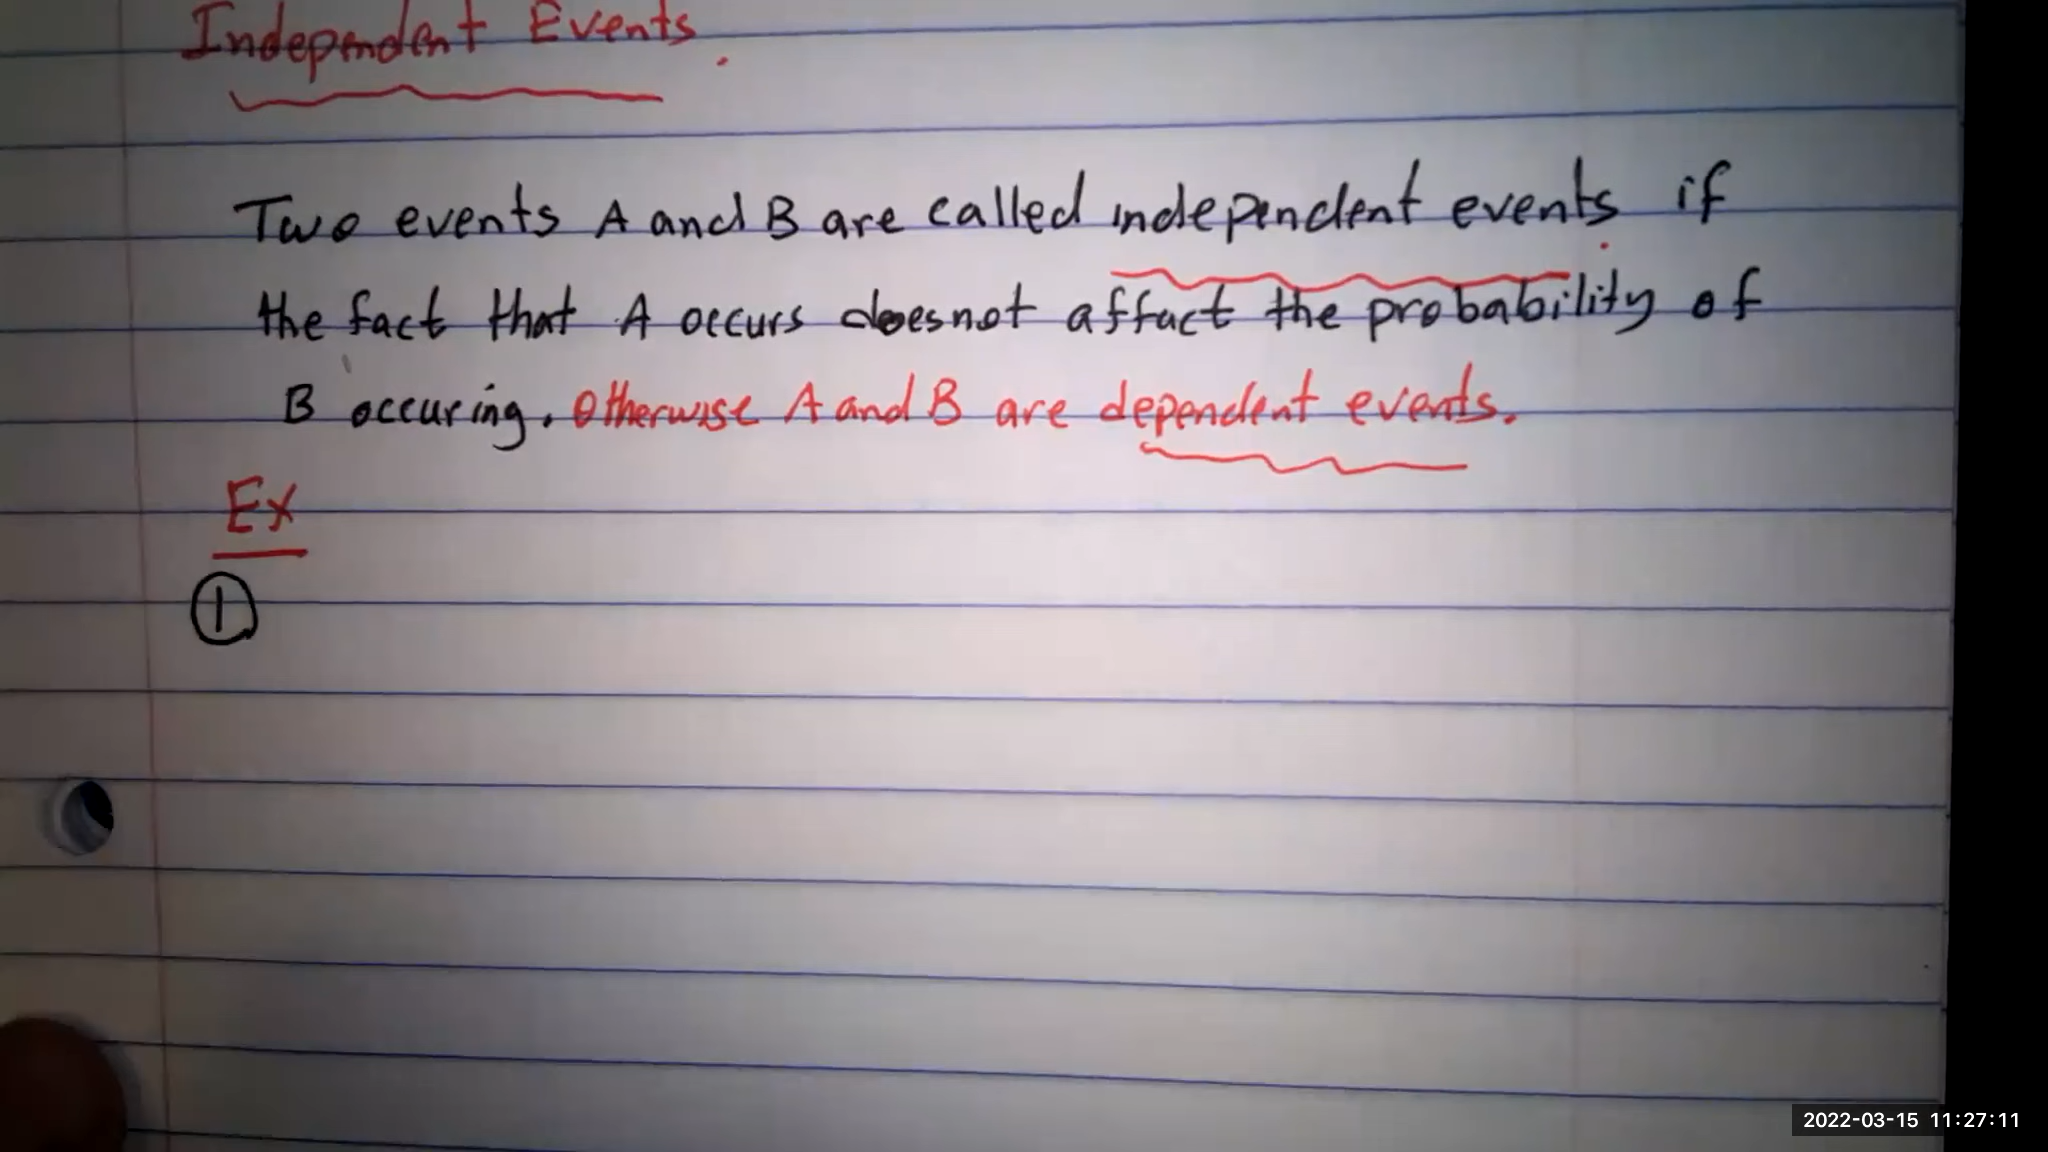 Independent Events.
Two events A and B are called independent events if
the fact that A occurs doesnot affact the probability of
B occuring. Otherwise A and B are dependent events.
Ex
①
2022-03-15 11:27:11